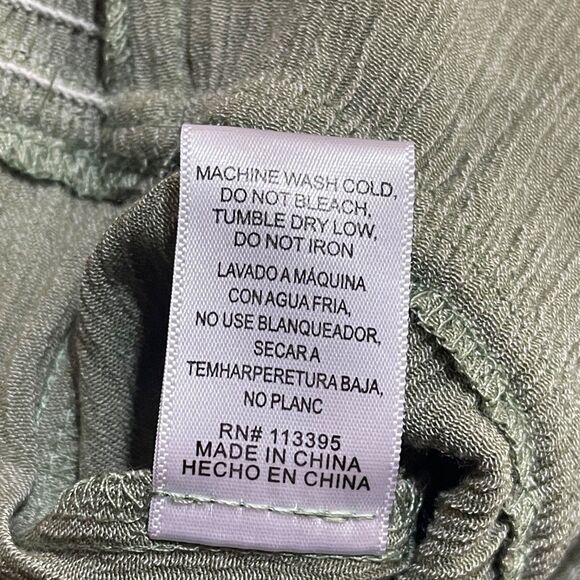 MACHINE WASH COLD,
DO NOT BLEACH,
TUMBLE DRY LOW,
DO NOT IRON
LAVADO A MÁQUINA
CON AGUA FRIA,
NO USE BLANQUEADOR,
SECAR A
TEMHARPERETURA BAJA,
NO PLANC
RN# 113395
MADE IN CHINA
HECHO EN CHINA